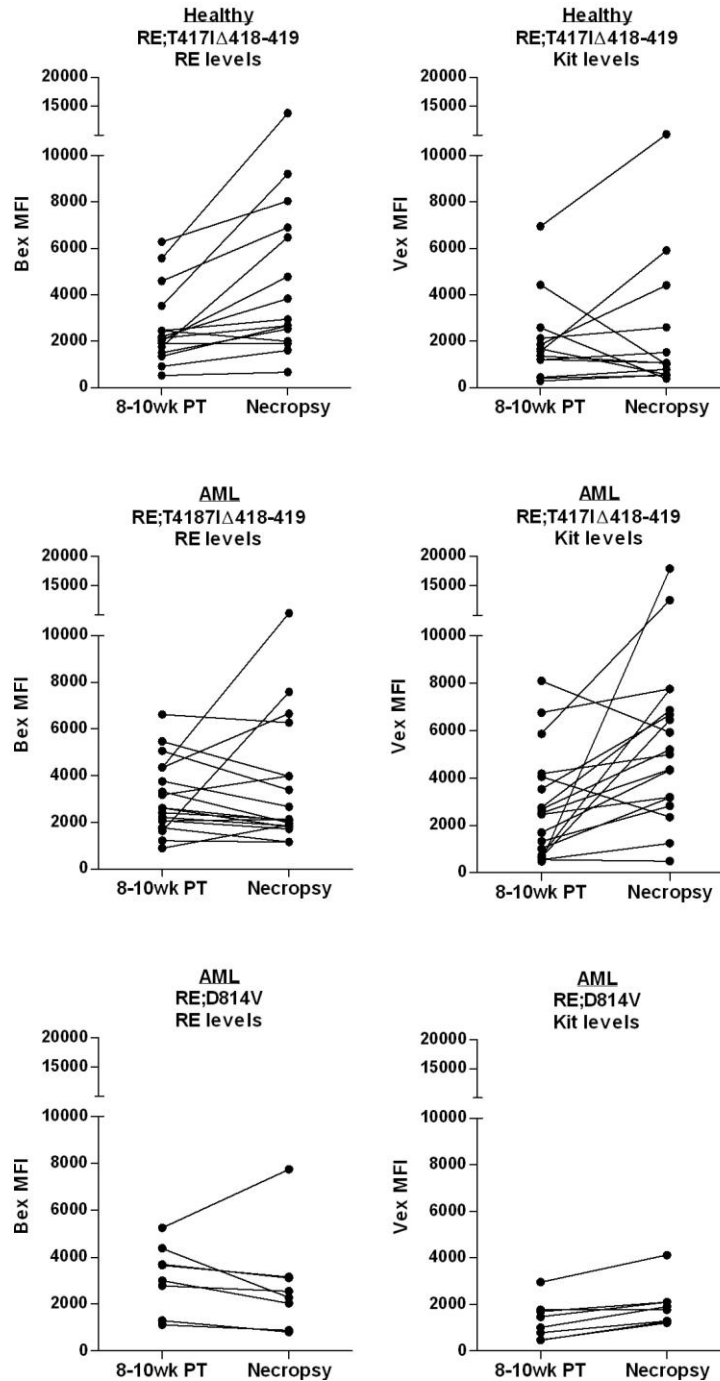 Healthy
RE;T417IΔ418-419
RE levels
20000
15000
10000
8000
6000
4000
2000
0
Bex MFI
8-10wk PT Necropsy
Healthy
RE;T417IΔ418-419
Kit levels
20000
15000
10000
8000
6000
4000
2000
0
Vex MFI
8-10wk PT Necropsy
AML
RE;T4187IΔ418-419
RE levels
20000
15000
10000
8000
6000
4000
2000
0
Bex MFI
8-10wk PT Necropsy
AML
RE;T417IΔ418-419
Kit levels
20000
15000
10000
8000
6000
4000
2000
0
Vex MFI
8-10wk PT Necropsy
AML
RE;D814V
RE levels
20000
15000
10000
8000
6000
4000
2000
0
Bex MFI
8-10wk PT Necropsy
AML
RE;D814V
Kit levels
20000
15000
10000
8000
6000
4000
2000
0
Vex MFI
8-10wk PT Necropsy